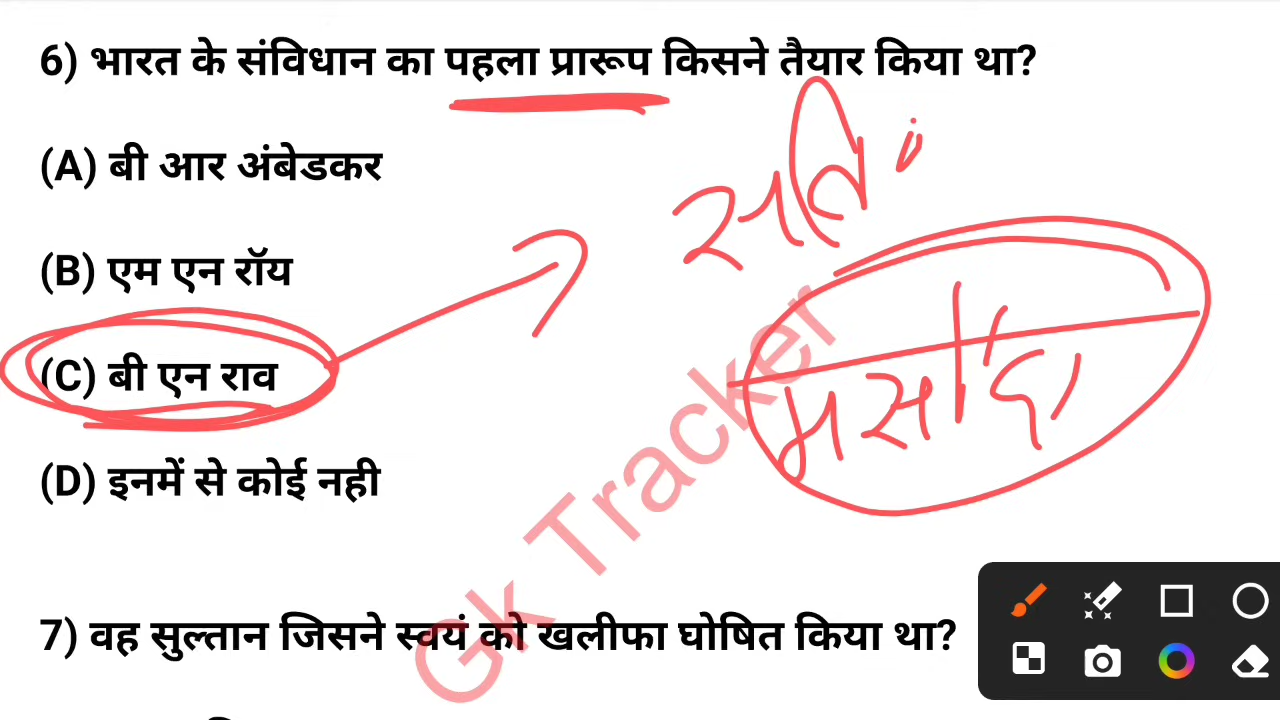 6) भारत के संविधान का पहला प्रारूप किसने तैयार किया था?
(A) बी आर अंबेडकर
(B) एम एन रॉय
(C) बी एन राव
(D) इनमें से कोई नही
मसौदा
Gk Tracker
7) वह सुल्तान जिसने स्वयं को खलीफा घोषित किया था?